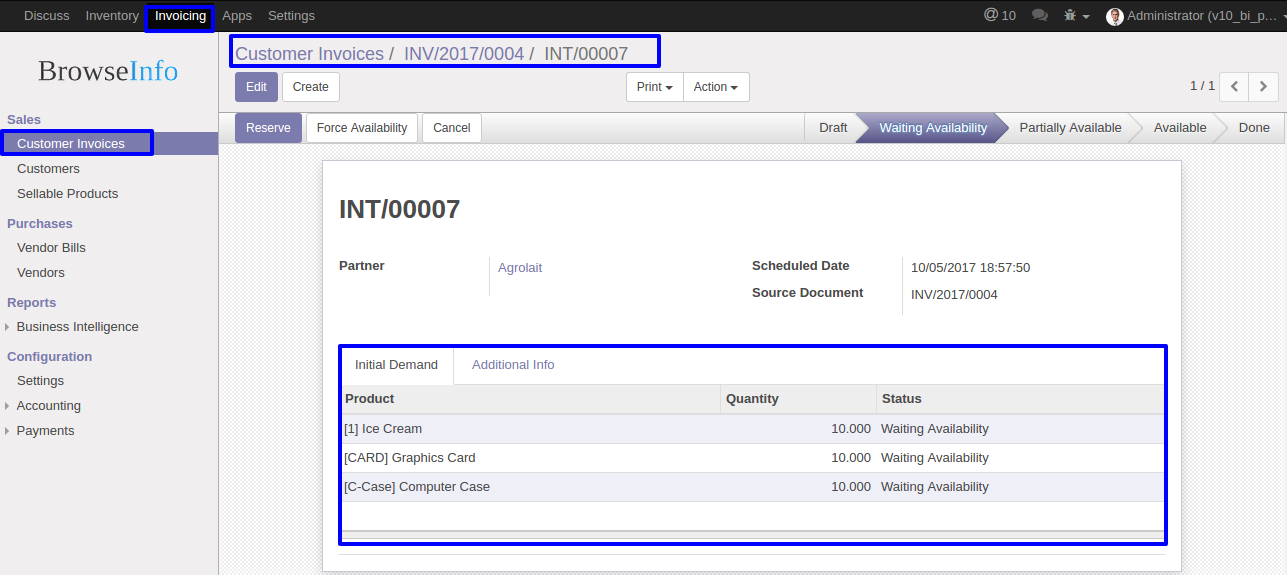 Discuss Inventory Invoicing Apps Settings @ 10 Administrator (v10_bi_p...
BrowseInfo
Sales
Customer Invoices
Customers
Sellable Products
Purchases
Vendor Bills
Vendors
Reports
Business Intelligence
Configuration
Settings
Accounting
Payments
Customer Invoices / INV/2017/0004 / INT/00007
Edit Create Print Action 1 / 1
Reserve Force Availability Cancel Draft Waiting Availability Partially Available Available Done
INT/00007
Partner Agrolait Scheduled Date 10/05/2017 18:57:50
Source Document INV/2017/0004
Initial Demand Additional Info
Product Quantity Status
[1] Ice Cream 10.000 Waiting Availability
[CARD] Graphics Card 10.000 Waiting Availability
[C-Case] Computer Case 10.000 Waiting Availability